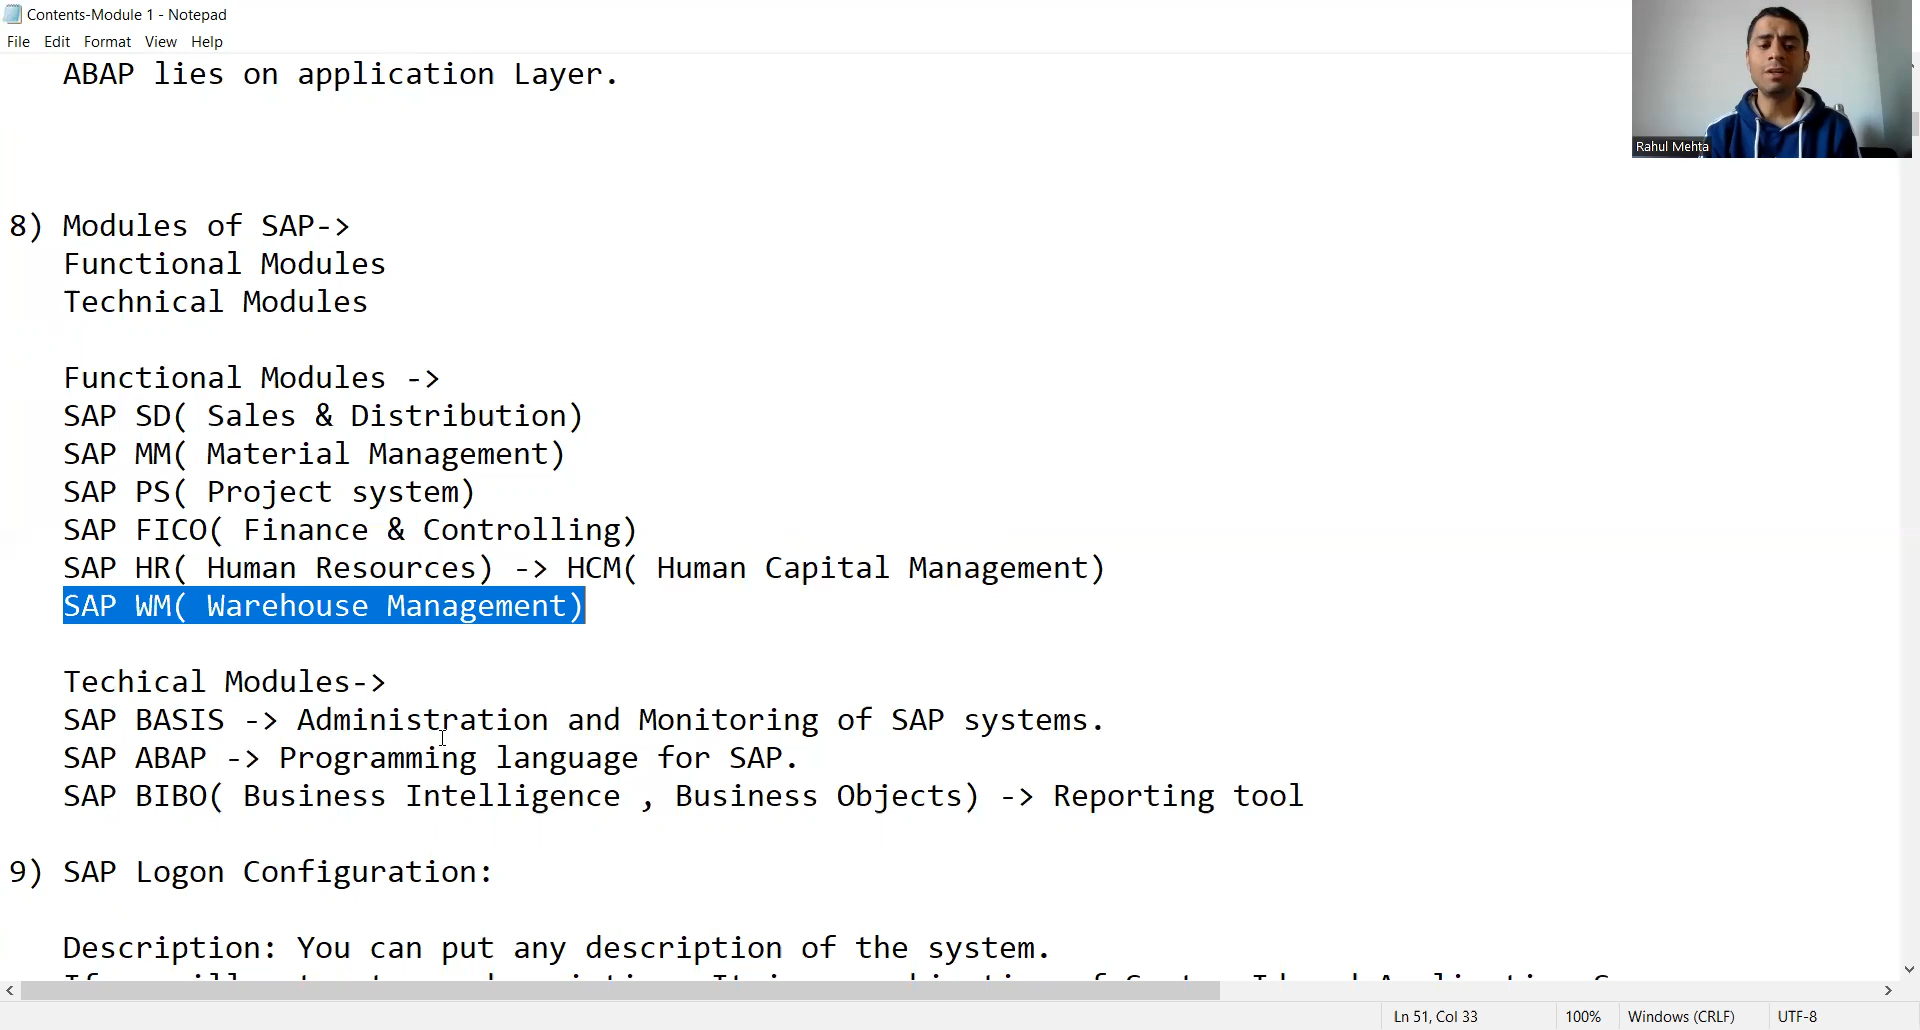 Contents-Module 1 - Notepad
File Edit Format View Help
ABAP lies on application Layer.
Rahul Mehta
8) Modules of SAP->
Functional Modules
Technical Modules
Functional Modules ->
SAP SD( Sales & Distribution)
SAP MM( Material Management)
SAP PS( Project system)
SAP FICO( Finance & Controlling)
SAP HR( Human Resources) -> HCM( Human Capital Management)
SAP WM( Warehouse Management)
Techical Modules->
SAP BASIS -> Administration and Monitoring of SAP systems.
SAP ABAP -> Programming language for SAP.
SAP BIBO( Business Intelligence , Business Objects) -> Reporting tool
9) SAP Logon Configuration:
Description: You can put any description of the system.
Ln 51, Col 33 100% Windows (CRLF) UTF-8